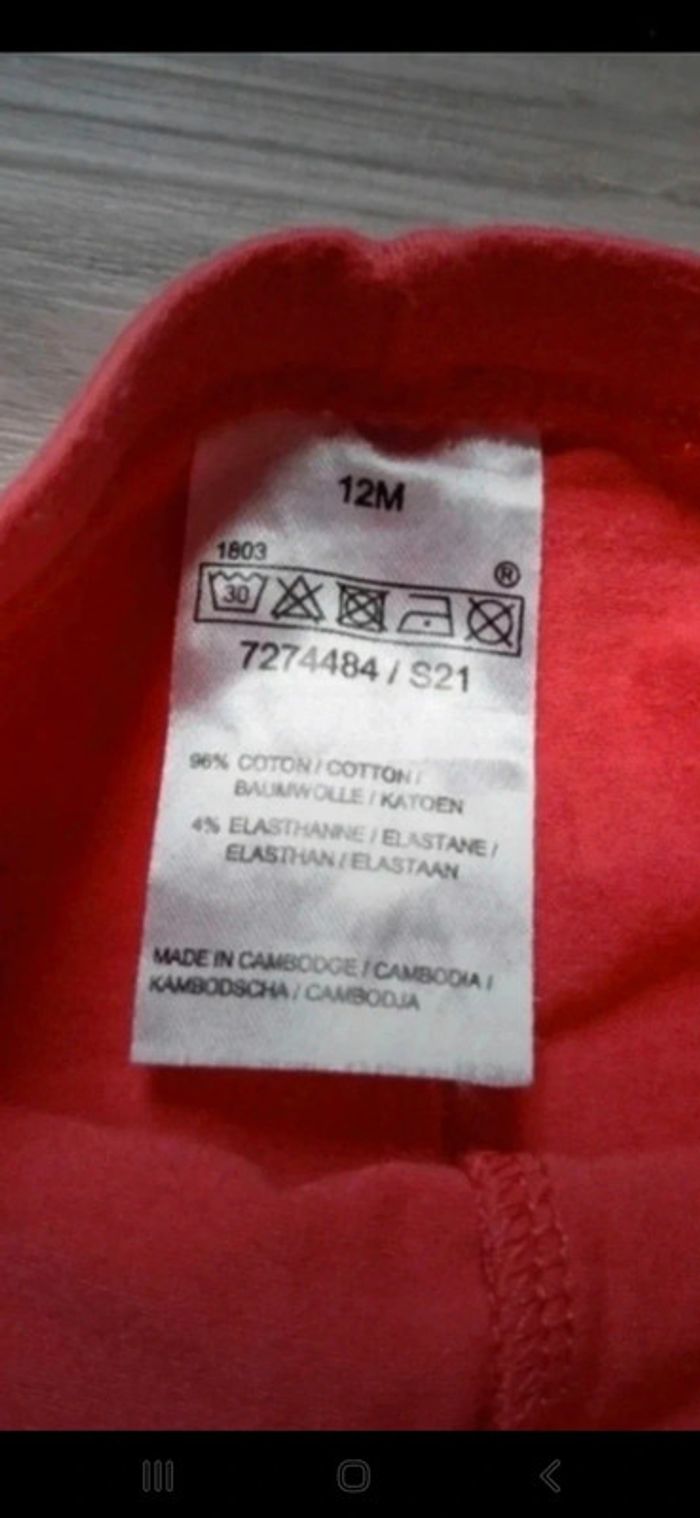 12M
1803
®
30
7274484 / S21
96% COTON / COTTON /
BAUMWOLLE / KATOEN
4% ELASTHANNE / ELASTANE /
ELASTHAN / ELASTAAN
MADE IN CAMBODGE / CAMBODIA /
KAMBODSCHA / CAMBODJA